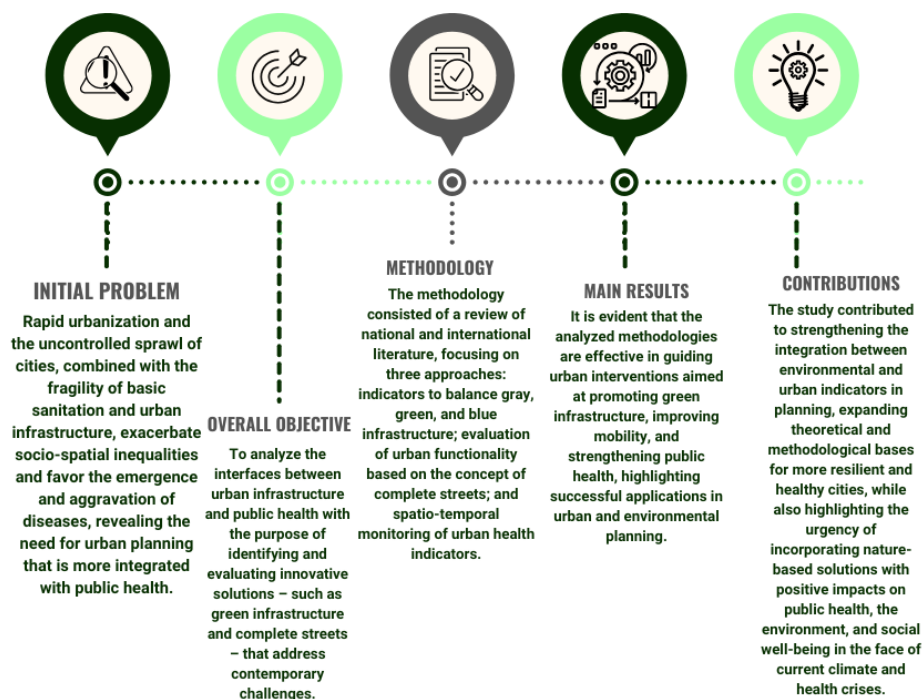 INITIAL PROBLEM
Rapid urbanization and
the uncontrolled sprawl of
cities, combined with the
fragility of basic
sanitation and urban
infrastructure, exacerbate
socio-spatial inequalities
and favor the emergence
and aggravation of
diseases, revealing the
need for urban planning
that is more integrated
with public health.
OVERALL OBJECTIVE
To analyze the
interfaces between
urban infrastructure
and public health with
the purpose of
identifying and
evaluating innovative
solutions – such as
green infrastructure
and complete streets
– that address
contemporary
challenges.
METHODOLOGY
The methodology
consisted of a review of
national and international
literature, focusing on
three approaches:
indicators to balance gray,
green, and blue
infrastructure; evaluation
of urban functionality
based on the concept of
complete streets; and
spatio-temporal
monitoring of urban health
indicators.
MAIN RESULTS
It is evident that the
analyzed methodologies
are effective in guiding
urban interventions aimed
at promoting green
infrastructure, improving
mobility, and
strengthening public
health, highlighting
successful applications in
urban and environmental
planning.
CONTRIBUTIONS
The study contributed
to strengthening the
integration between
environmental and
urban indicators in
planning, expanding
theoretical and
methodological bases
for more resilient and
healthy cities, while
also highlighting the
urgency of
incorporating nature-
based solutions with
positive impacts on
public health, the
environment, and social
well-being in the face of
current climate and
health crises.